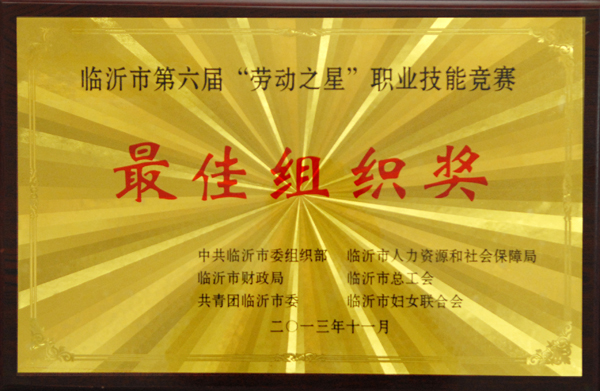 临沂市第六届“劳动之星”职业技能竞赛
最佳组织奖
中共临沂市委组织部 临沂市人力资源和社会保障局
临沂市财政局 临沂市总工会
共青团临沂市委 临沂市妇女联合会
二〇一三年十一月